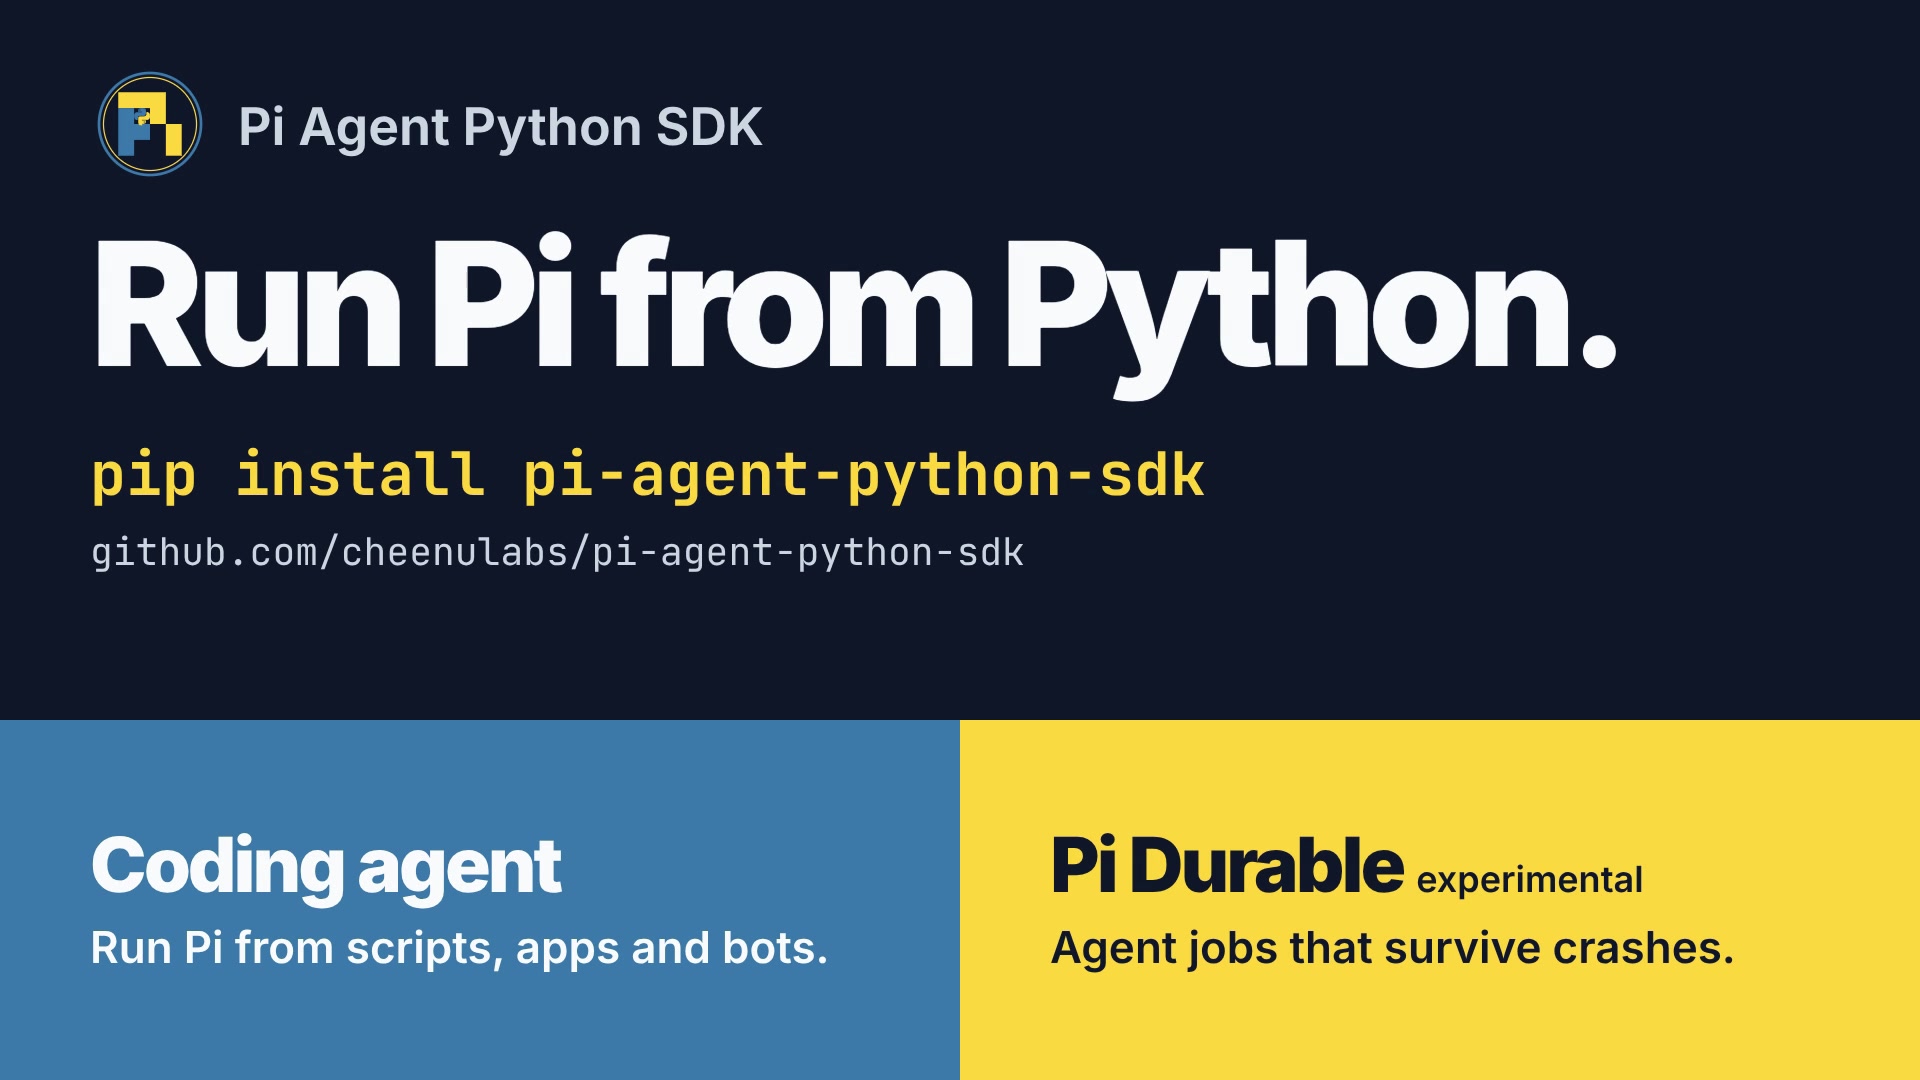 Pi Agent Python SDK
Run Pi from Python.
pip install pi-agent-python-sdk
github.com/cheenulabs/pi-agent-python-sdk
Coding agent
Run Pi from scripts, apps and bots.
Pi Durable experimental
Agent jobs that survive crashes.